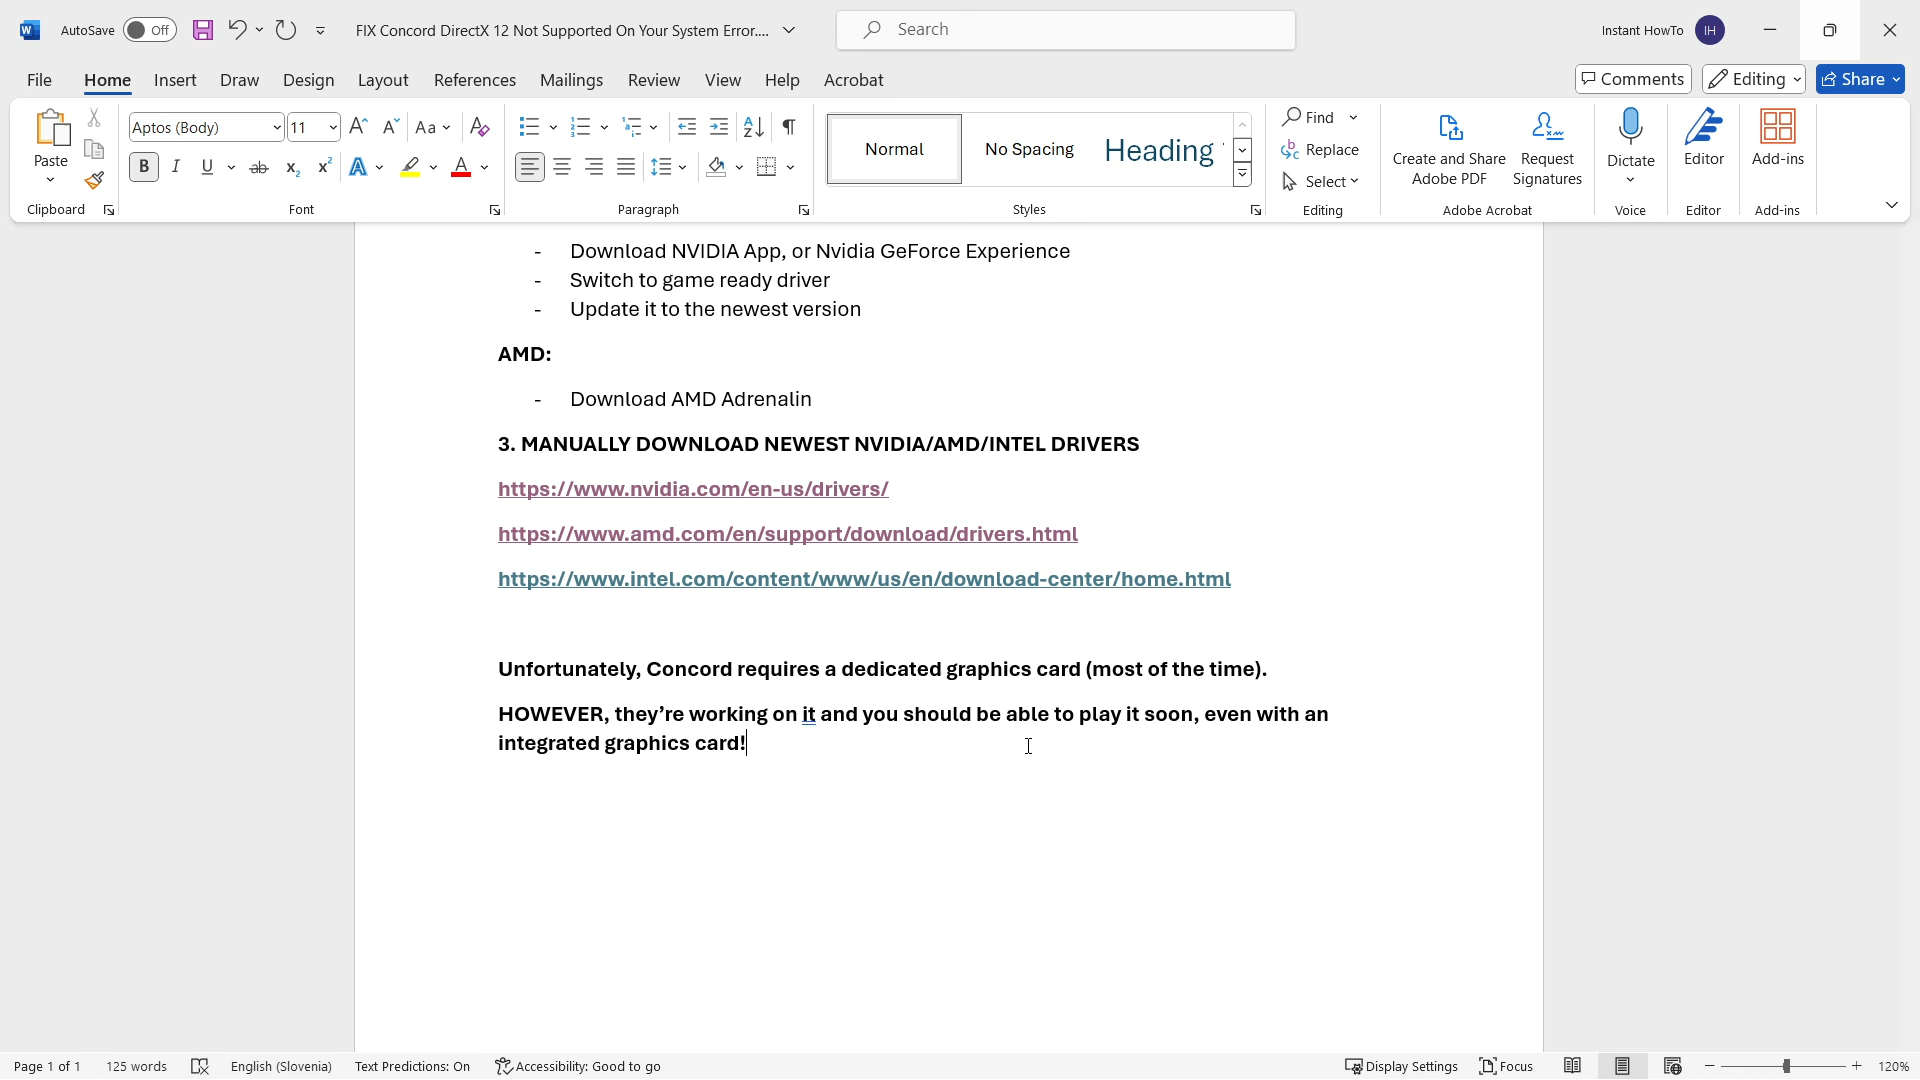 AutoSave Off FIX Concord DirectX 12 Not Supported On Your System Error.... Search Instant HowTo IH
File Home Insert Draw Design Layout References Mailings Review View Help Acrobat Comments Editing Share
Paste
Clipboard
Aptos (Body) 11
Font
Paragraph
Normal No Spacing Heading
Styles
Find
Replace
Select
Editing
Create and Share Adobe PDF
Request Signatures
Adobe Acrobat
Dictate
Voice
Editor
Editor
Add-ins
Add-ins
- Download NVIDIA App, or Nvidia GeForce Experience
- Switch to game ready driver
- Update it to the newest version
AMD:
- Download AMD Adrenalin
3. MANUALLY DOWNLOAD NEWEST NVIDIA/AMD/INTEL DRIVERS
https://www.nvidia.com/en-us/drivers/
https://www.amd.com/en/support/download/drivers.html
https://www.intel.com/content/www/us/en/download-center/home.html
Unfortunately, Concord requires a dedicated graphics card (most of the time).
HOWEVER, they’re working on it and you should be able to play it soon, even with an
integrated graphics card!
Page 1 of 1 125 words English (Slovenia) Text Predictions: On Accessibility: Good to go Display Settings Focus 120%